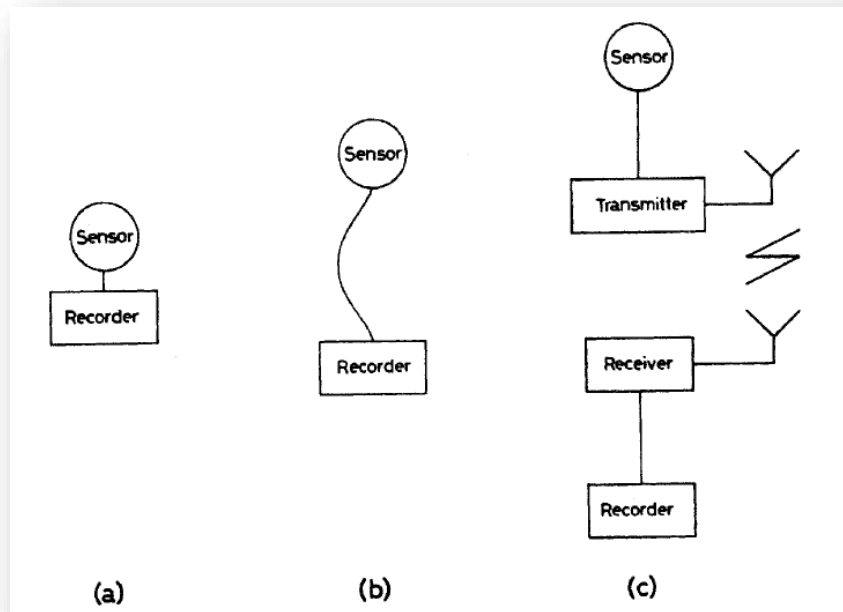 Sensor
Recorder
(a)
Sensor
Recorder
(b)
Sensor
Transmitter
Receiver
Recorder
(c)